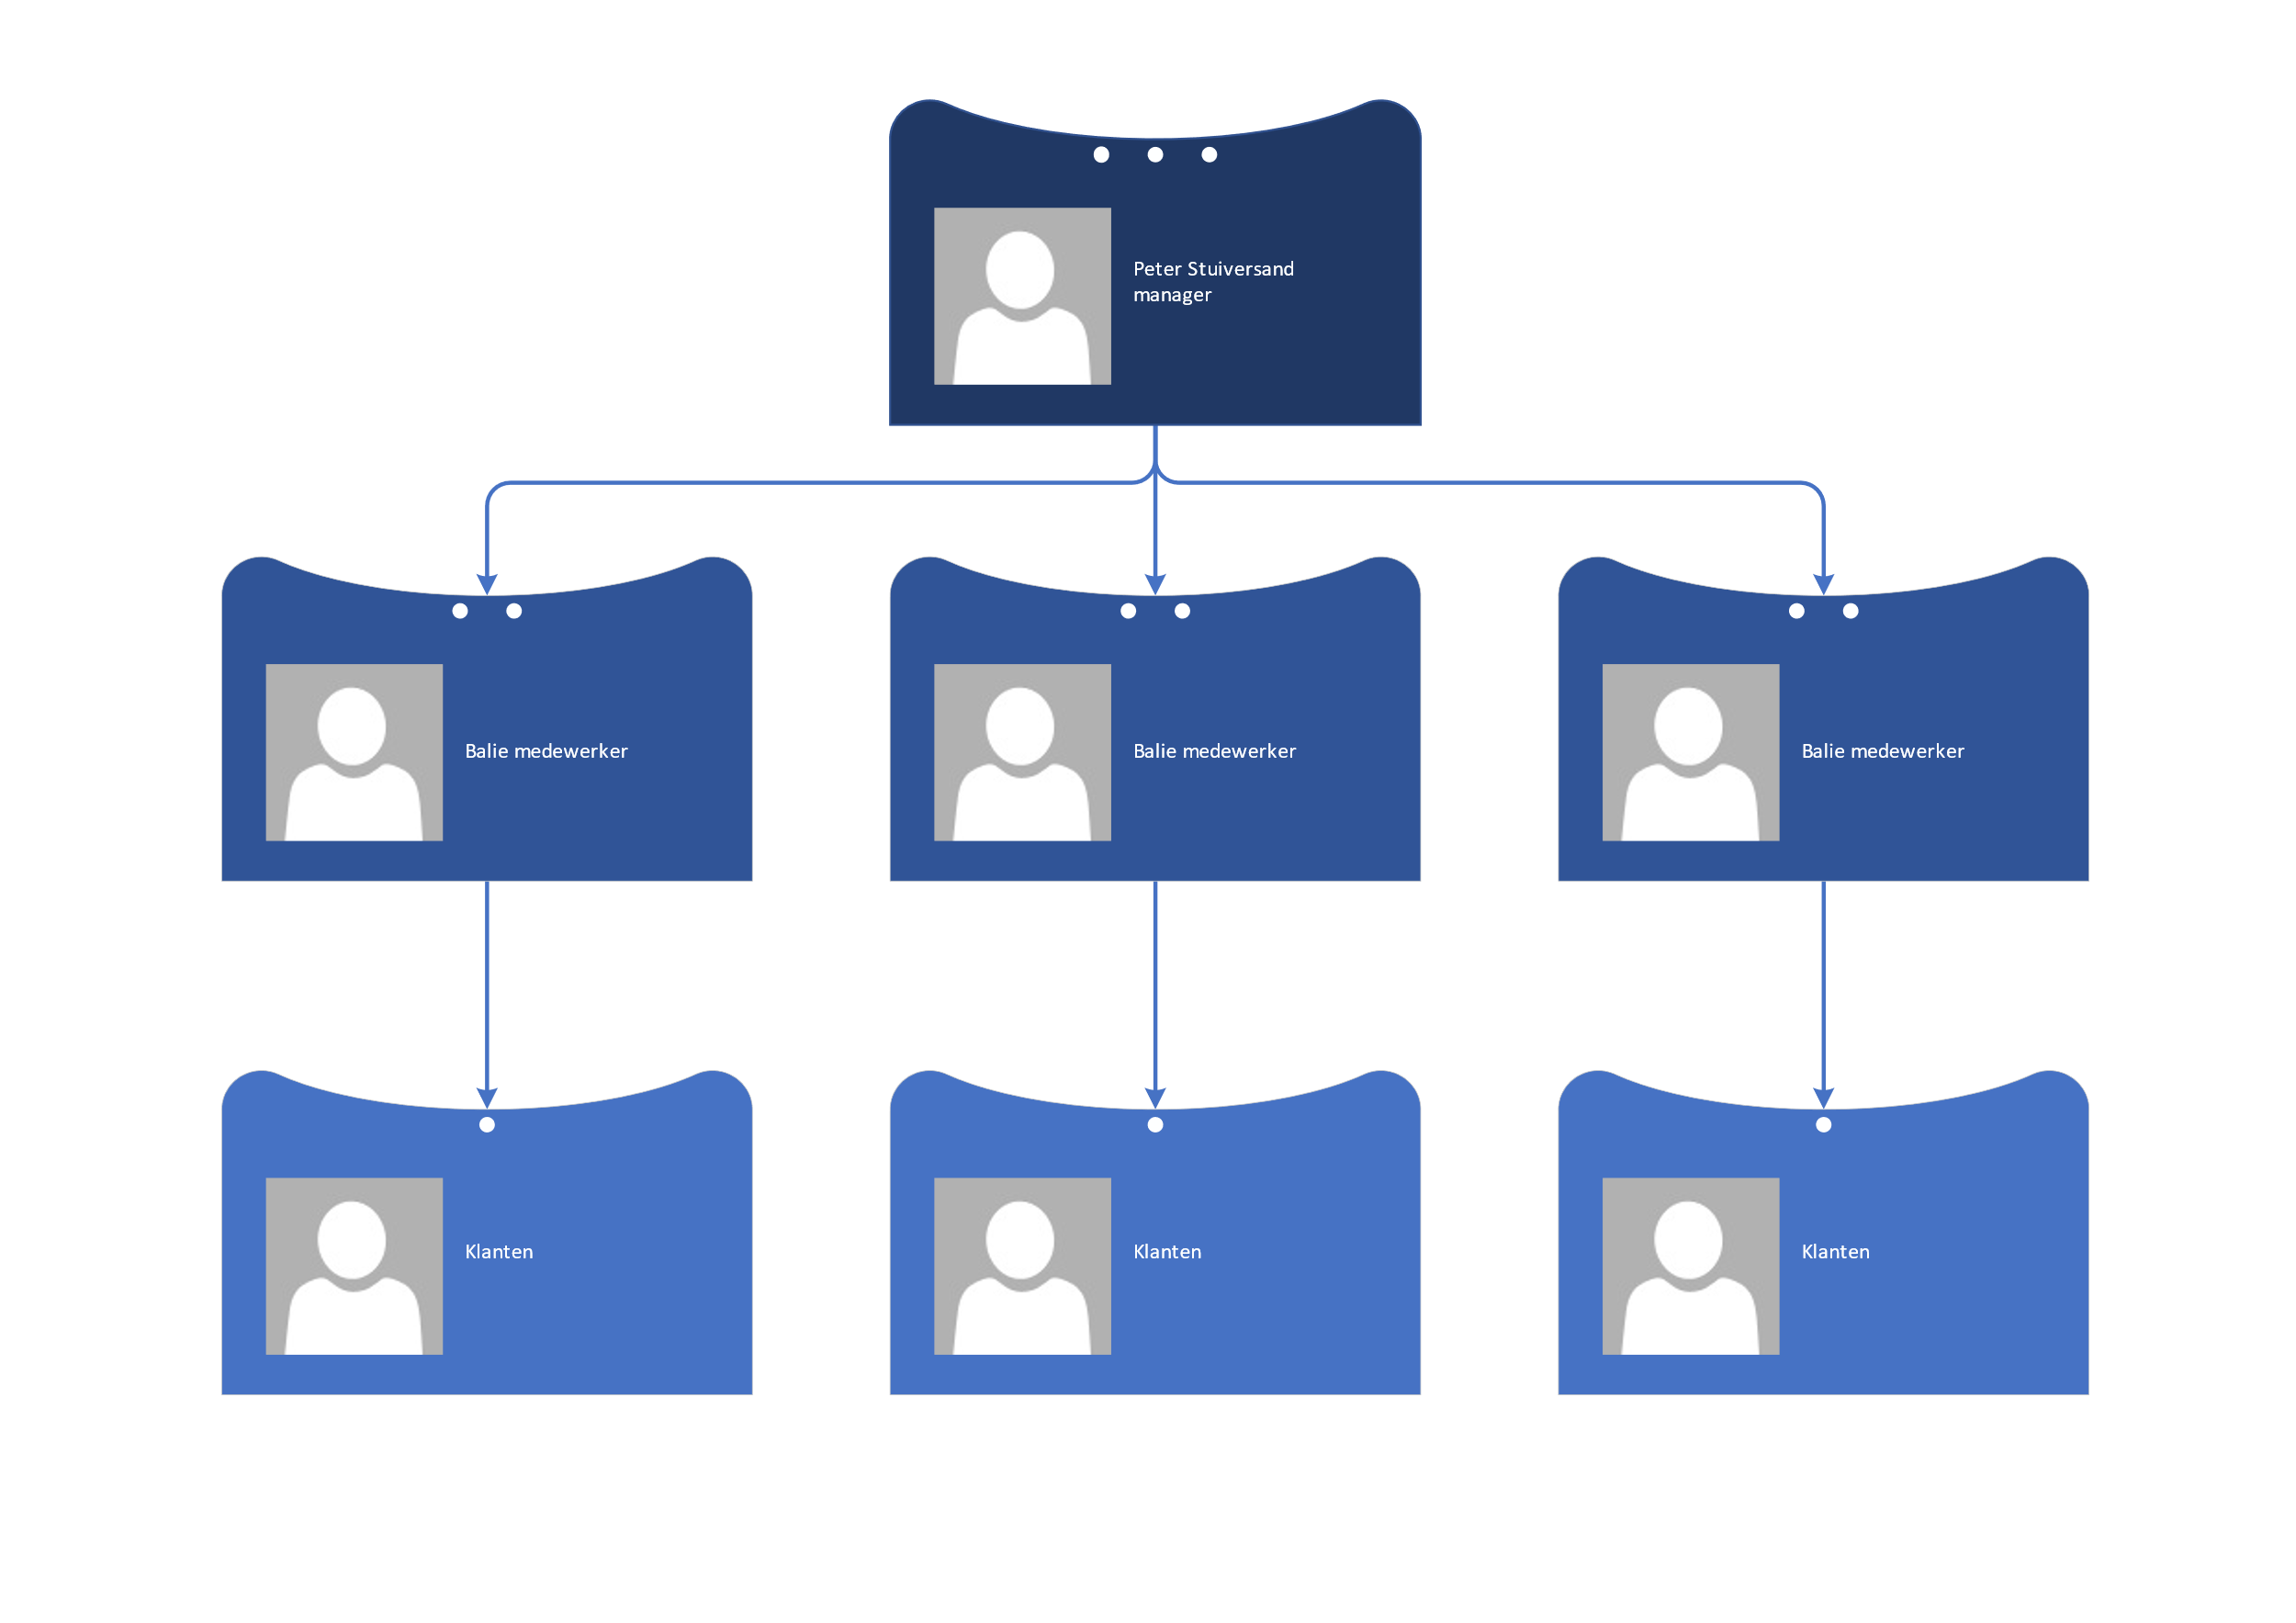 Peter Stuiversand
manager
Balie medewerker
Balie medewerker
Balie medewerker
Klanten
Klanten
Klanten